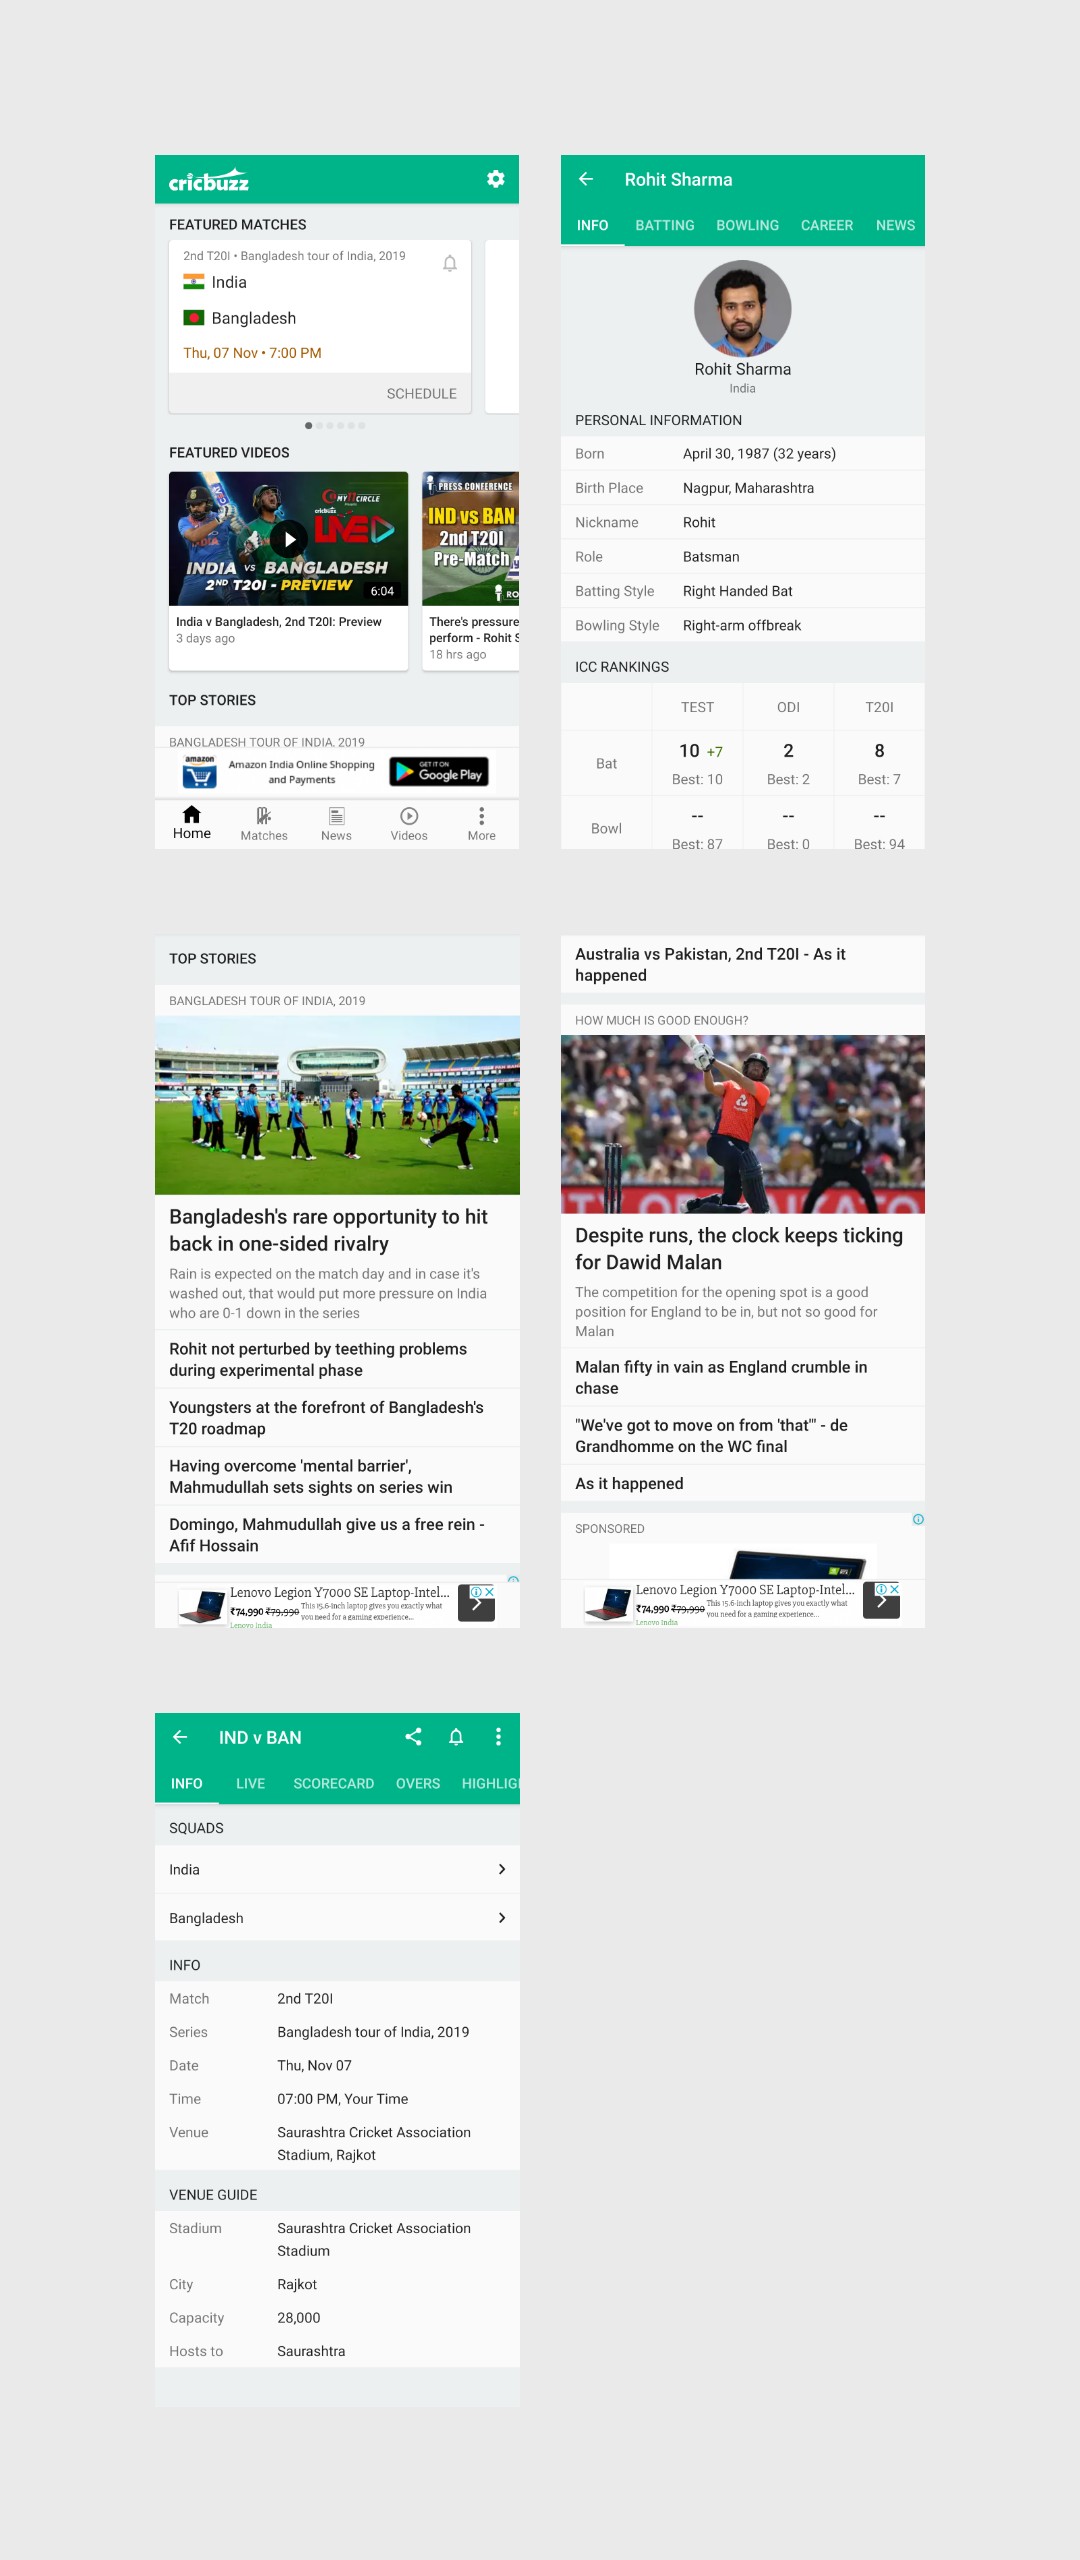 cricbuzz
FEATURED MATCHES
2nd T20I • Bangladesh tour of India, 2019
India
Bangladesh
Thu, 07 Nov • 7:00 PM
SCHEDULE
FEATURED VIDEOS
MY11CIRCLE
cricbuzz
LIVE
INDIA VS BANGLADESH
2ND T20I - PREVIEW
6:04
India v Bangladesh, 2nd T20I: Preview
3 days ago
PRESS CONFERENCE
IND vs BAN
2nd T20I
Pre-Match
RO
There's pressure
perform - Rohit S
18 hrs ago
TOP STORIES
BANGLADESH TOUR OF INDIA, 2019
amazon
Amazon India Online Shopping
and Payments
GET IT ON
Google Play
Home
Matches
News
Videos
More
Rohit Sharma
INFO BATTING BOWLING CAREER NEWS
Rohit Sharma
India
PERSONAL INFORMATION
Born April 30, 1987 (32 years)
Birth Place Nagpur, Maharashtra
Nickname Rohit
Role Batsman
Batting Style Right Handed Bat
Bowling Style Right-arm offbreak
ICC RANKINGS
TEST ODI T20I
Bat 10 +7 2 8
Best: 10 Best: 2 Best: 7
Bowl -- -- --
Best: 87 Best: 0 Best: 94
TOP STORIES
BANGLADESH TOUR OF INDIA, 2019
Bangladesh's rare opportunity to hit
back in one-sided rivalry
Rain is expected on the match day and in case it's
washed out, that would put more pressure on India
who are 0-1 down in the series
Rohit not perturbed by teething problems
during experimental phase
Youngsters at the forefront of Bangladesh's
T20 roadmap
Having overcome 'mental barrier',
Mahmudullah sets sights on series win
Domingo, Mahmudullah give us a free rein -
Afif Hossain
Lenovo Legion Y7000 SE Laptop-Intel...
₹74,990 ₹79,990 This 15.6-inch laptop gives you exactly what
you need for a gaming experience...
Lenovo India
Australia vs Pakistan, 2nd T20I - As it
happened
HOW MUCH IS GOOD ENOUGH?
Despite runs, the clock keeps ticking
for Dawid Malan
The competition for the opening spot is a good
position for England to be in, but not so good for
Malan
Malan fifty in vain as England crumble in
chase
"We've got to move on from 'that'" - de
Grandhomme on the WC final
As it happened
SPONSORED
Lenovo Legion Y7000 SE Laptop-Intel...
₹74,990 ₹79,990 This 15.6-inch laptop gives you exactly what
you need for a gaming experience...
Lenovo India
IND v BAN
INFO LIVE SCORECARD OVERS HIGHLIG
SQUADS
India
Bangladesh
INFO
Match 2nd T20I
Series Bangladesh tour of India, 2019
Date Thu, Nov 07
Time 07:00 PM, Your Time
Venue Saurashtra Cricket Association
Stadium, Rajkot
VENUE GUIDE
Stadium Saurashtra Cricket Association
Stadium
City Rajkot
Capacity 28,000
Hosts to Saurashtra